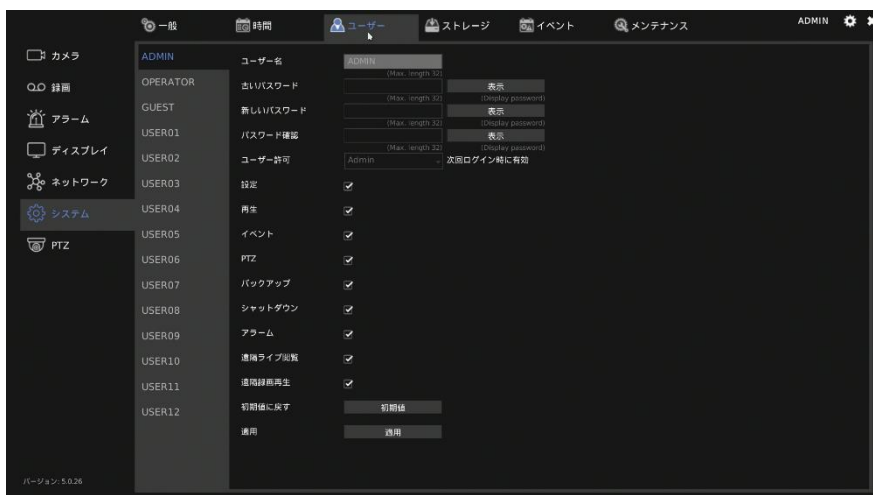 一般 時間 ユーザー ストレージ イベント メンテナンス ADMIN
カメラ
録画
アラーム
ディスプレイ
ネットワーク
システム
PTZ
バージョン: 5.0.26
ADMIN
OPERATOR
GUEST
USER01
USER02
USER03
USER04
USER05
USER06
USER07
USER08
USER09
USER10
USER11
USER12
ユーザー名 ADMIN
(Max. length 32)
古いパスワード 表示
(Max. length 32) (Display password)
新しいパスワード 表示
(Max. length 32) (Display password)
パスワード確認 表示
(Max. length 32) (Display password)
ユーザー許可 Admin 次回ログイン時に有効
設定
再生
イベント
PTZ
バックアップ
シャットダウン
アラーム
遠隔ライブ閲覧
遠隔録画再生
初期値に戻す 初期値
適用 適用